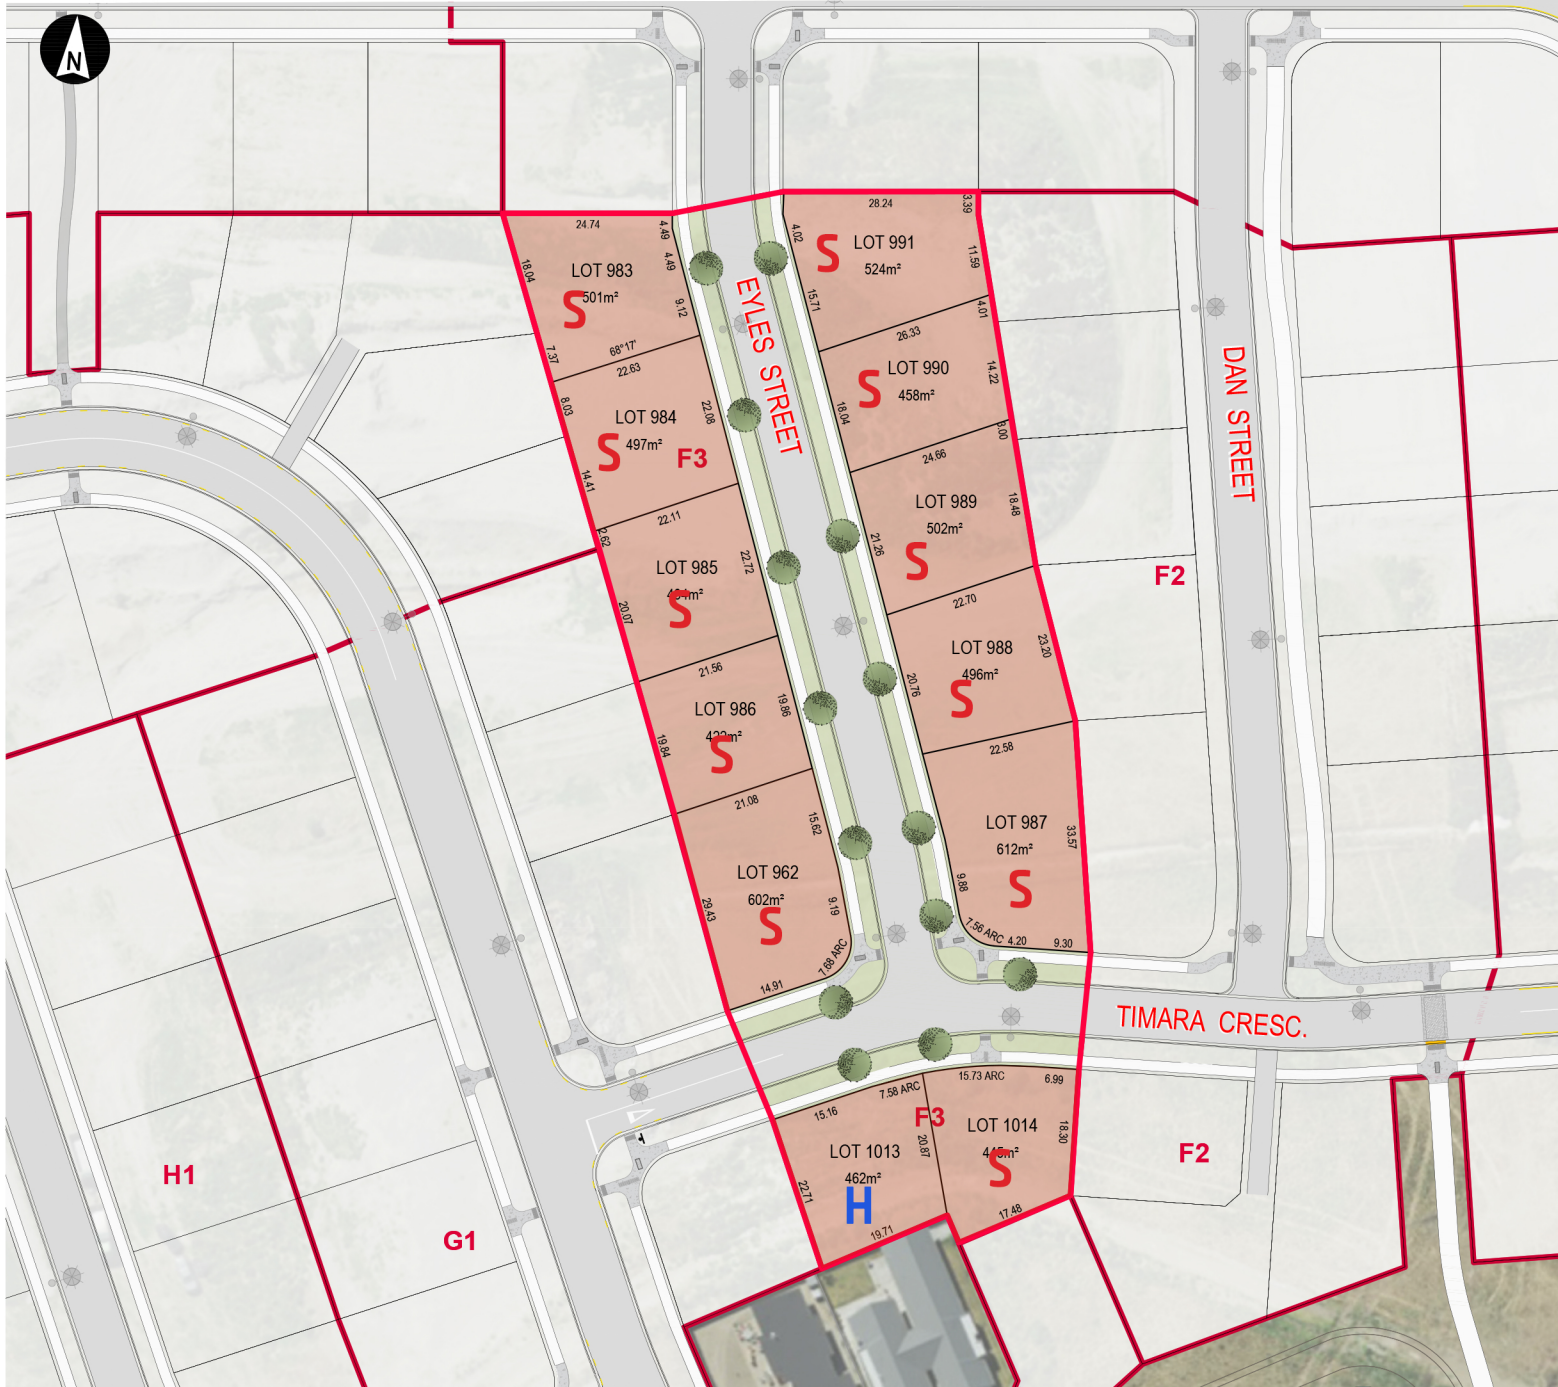 N
28.24
3.39
24.74
4.49
4.02
S
LOT 991
524m²
11.59
18.04
LOT 983
501m²
S
4.49
9.12
15.71
4.01
EYLES STREET
26.33
68°17'
22.63
7.37
LOT 990
458m²
S
14.22
DAN STREET
8.03
LOT 984
497m²
S
F3
22.08
18.04
3.00
24.66
14.41
22.11
2.62
LOT 989
502m²
S
18.48
21.26
22.72
LOT 985
S
20.07
22.70
F2
21.56
LOT 988
496m²
S
23.20
20.76
19.86
LOT 986
S
19.84
22.58
21.08
15.62
LOT 987
612m²
S
33.57
9.88
LOT 962
602m²
S
29.43
9.19
7.68 ARC
14.91
7.56 ARC
4.20
9.30
TIMARA CRESC.
15.73 ARC
6.99
7.58 ARC
15.16
F3
20.87
LOT 1014
S
18.30
LOT 1013
462m²
H
22.71
19.71
17.48
F2
H1
G1